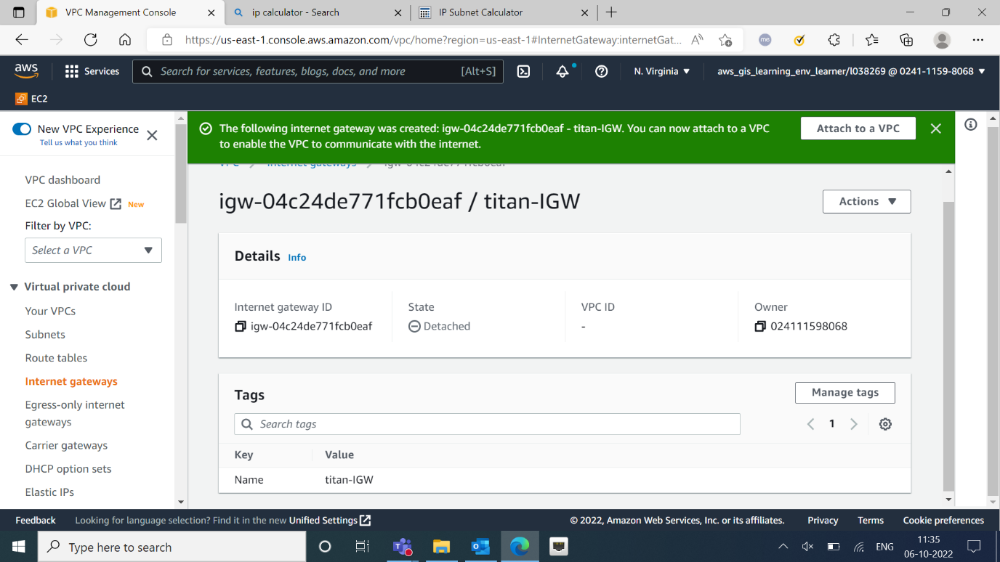 VPC Management Console
ip calculator - Search
IP Subnet Calculator
https://us-east-1.console.aws.amazon.com/vpc/home?region=us-east-1#InternetGateway:internetGat...
me
aws
Services
Search for services, features, blogs, docs, and more
[Alt+S]
N. Virginia
aws_gis_learning_env_learner/l038269 @ 0241-1159-8068
EC2
New VPC Experience
Tell us what you think
The following internet gateway was created: igw-04c24de771fcb0eaf - titan-IGW. You can now attach to a VPC
to enable the VPC to communicate with the internet.
Attach to a VPC
VPC
Internet gateways
igw-04c24de771fcb0eaf
VPC dashboard
EC2 Global View
New
Filter by VPC:
Select a VPC
Virtual private cloud
Your VPCs
Subnets
Route tables
Internet gateways
Egress-only internet
gateways
Carrier gateways
DHCP option sets
Elastic IPs
igw-04c24de771fcb0eaf / titan-IGW
Actions
Details
Info
Internet gateway ID
igw-04c24de771fcb0eaf
State
Detached
VPC ID
-
Owner
024111598068
Tags
Manage tags
Search tags
1
Key
Value
Name
titan-IGW
Feedback
Looking for language selection? Find it in the new Unified Settings
© 2022, Amazon Web Services, Inc. or its affiliates.
Privacy
Terms
Cookie preferences
Type here to search
ENG
11:35
06-10-2022